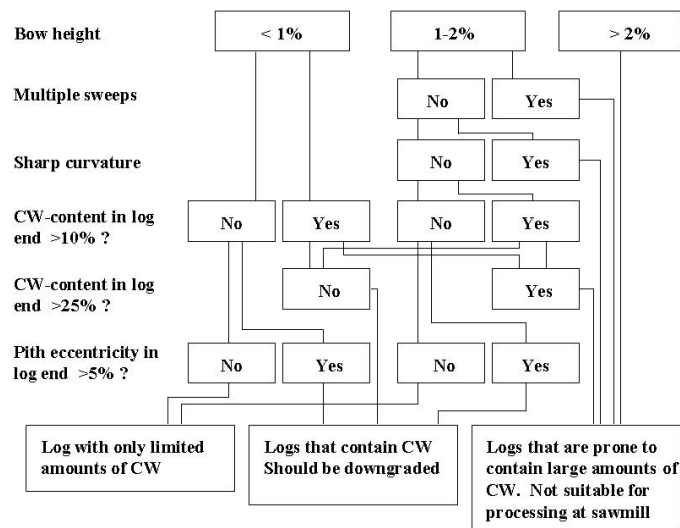 Bow height
< 1%
1-2%
> 2%
Multiple sweeps
No
Yes
Sharp curvature
No
Yes
CW-content in log
end >10% ?
No
Yes
No
Yes
CW-content in log
end >25% ?
No
Yes
Pith eccentricity in
log end >5% ?
No
Yes
No
Yes
Log with only limited
amounts of CW
Logs that contain CW
Should be downgraded
Logs that are prone to
contain large amounts of
CW. Not suitable for
processing at sawmill